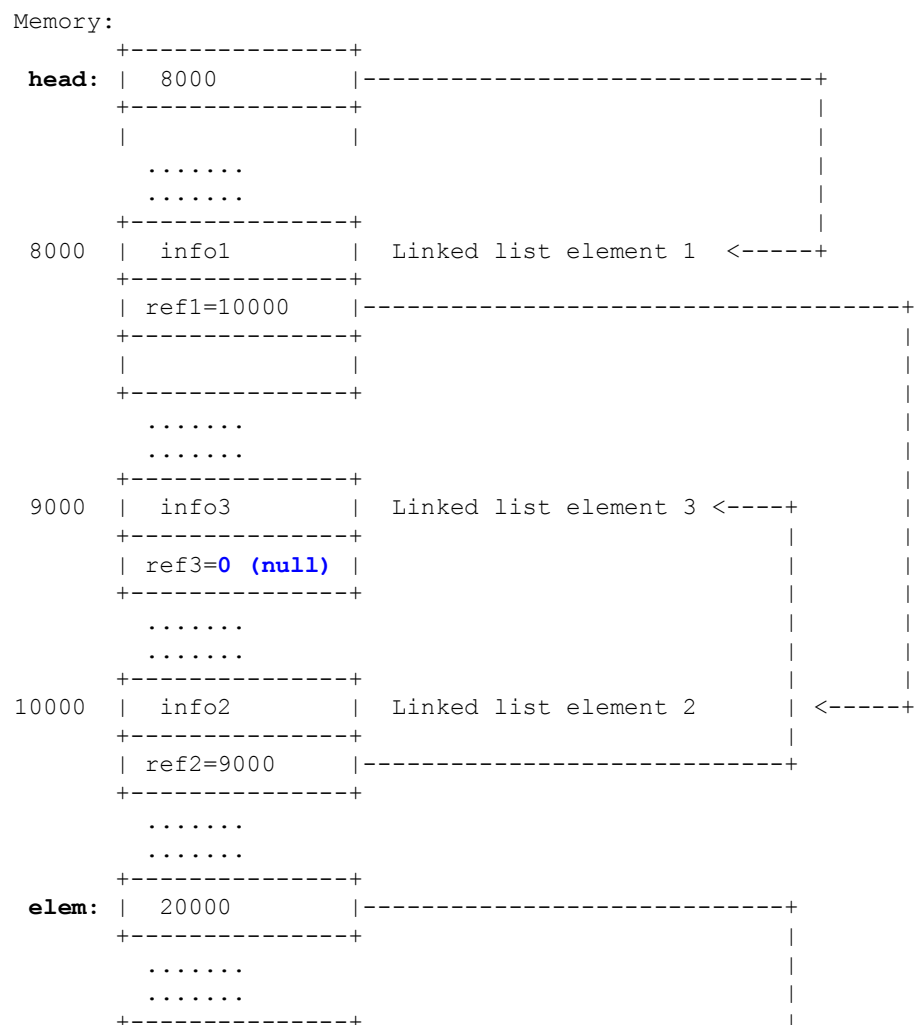 Memory:
+---------------+
head: |  8000         |-------------------------------+
+---------------+                               |
|               |                               |
.......                                       |
.......                                       |
+---------------+                               |
8000  |  info1        |  Linked list element 1  <-----+
+---------------+
| ref1=10000    |-------------------------------------+
+---------------+                                     |
|               |                                     |
+---------------+                                     |
.......                                             |
.......                                             |
+---------------+                                     |
9000  |  info3        |  Linked list element 3 <----+       |
+---------------+                             |       |
| ref3=0 (null) |                             |       |
+---------------+                             |       |
.......                                     |       |
.......                                     |       |
+---------------+                             |       |
10000  |  info2        |  Linked list element 2      | <-----+
+---------------+                             |
| ref2=9000     |-----------------------------+
+---------------+
.......
.......
+---------------+
elem: |  20000        |-----------------------------+
+---------------+                             |
.......                                     |
.......                                     |
+---------------+                             |